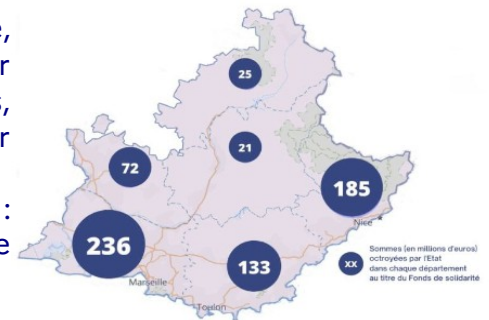 e,
r
s,
r
:
e
25
21
72
185
236
133
Nice
Marseille
Toulon
xx
Sommes (en millions d'euros)
octroyées par l'Etat
dans chaque département
au titre du Fonds de solidarité